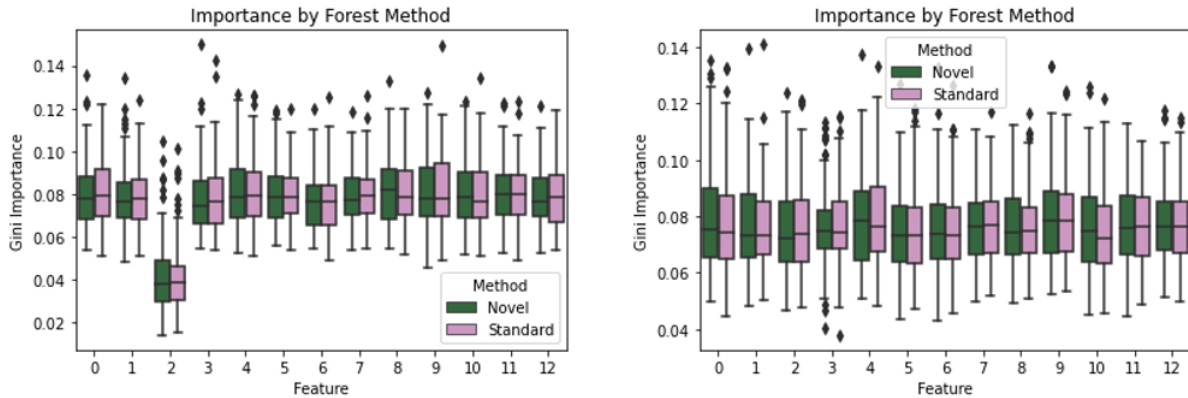 Importance by Forest Method
0.14
0.12
0.10
0.08
0.06
0.04
0.02
Gini Importance
Method
Novel
Standard
0 1 2 3 4 5 6 7 8 9 10 11 12
Feature
Importance by Forest Method
0.14
0.12
0.10
0.08
0.06
0.04
Gini Importance
Method
Novel
Standard
0 1 2 3 4 5 6 7 8 9 10 11 12
Feature